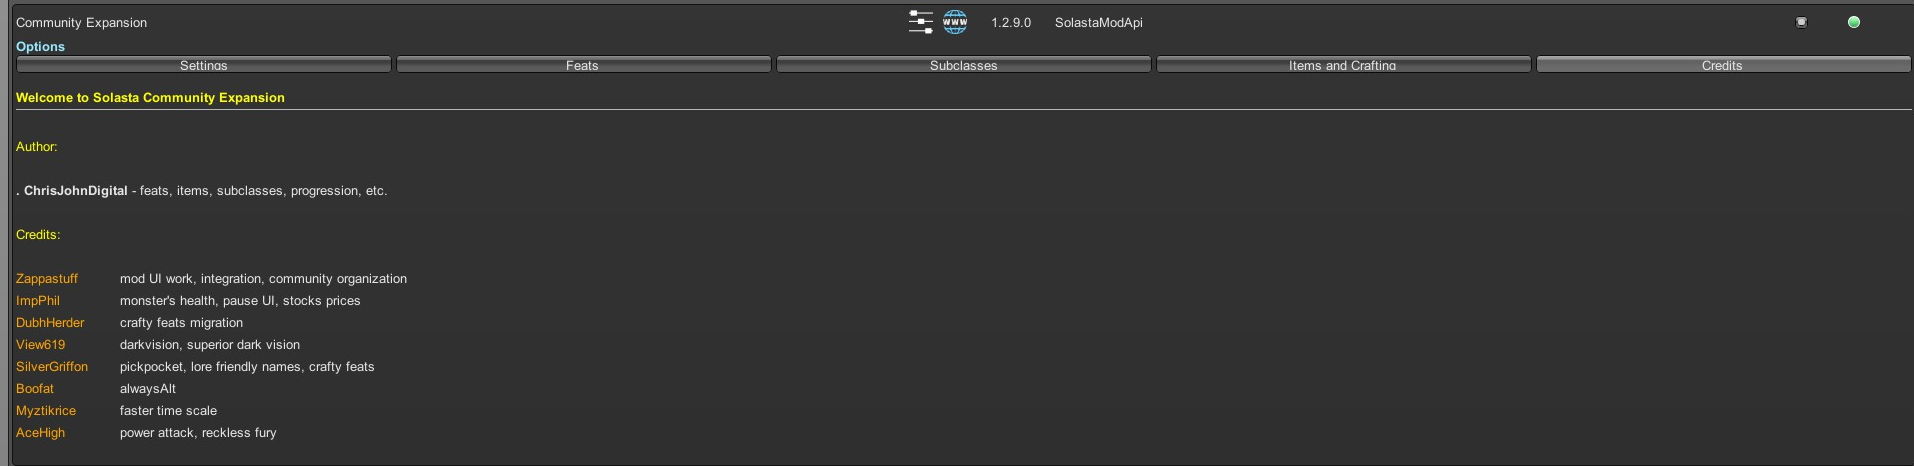 Community Expansion WWW 1.2.9.0 SolastaModApi
Options
Settings Feats Subclasses Items and Crafting Credits
Welcome to Solasta Community Expansion
Author:
. ChrisJohnDigital - feats, items, subclasses, progression, etc.
Credits:
Zappastuff mod UI work, integration, community organization
ImpPhil monster's health, pause UI, stocks prices
DubhHerder crafty feats migration
View619 darkvision, superior dark vision
SilverGriffon pickpocket, lore friendly names, crafty feats
Boofat alwaysAlt
Myztikrice faster time scale
AceHigh power attack, reckless fury